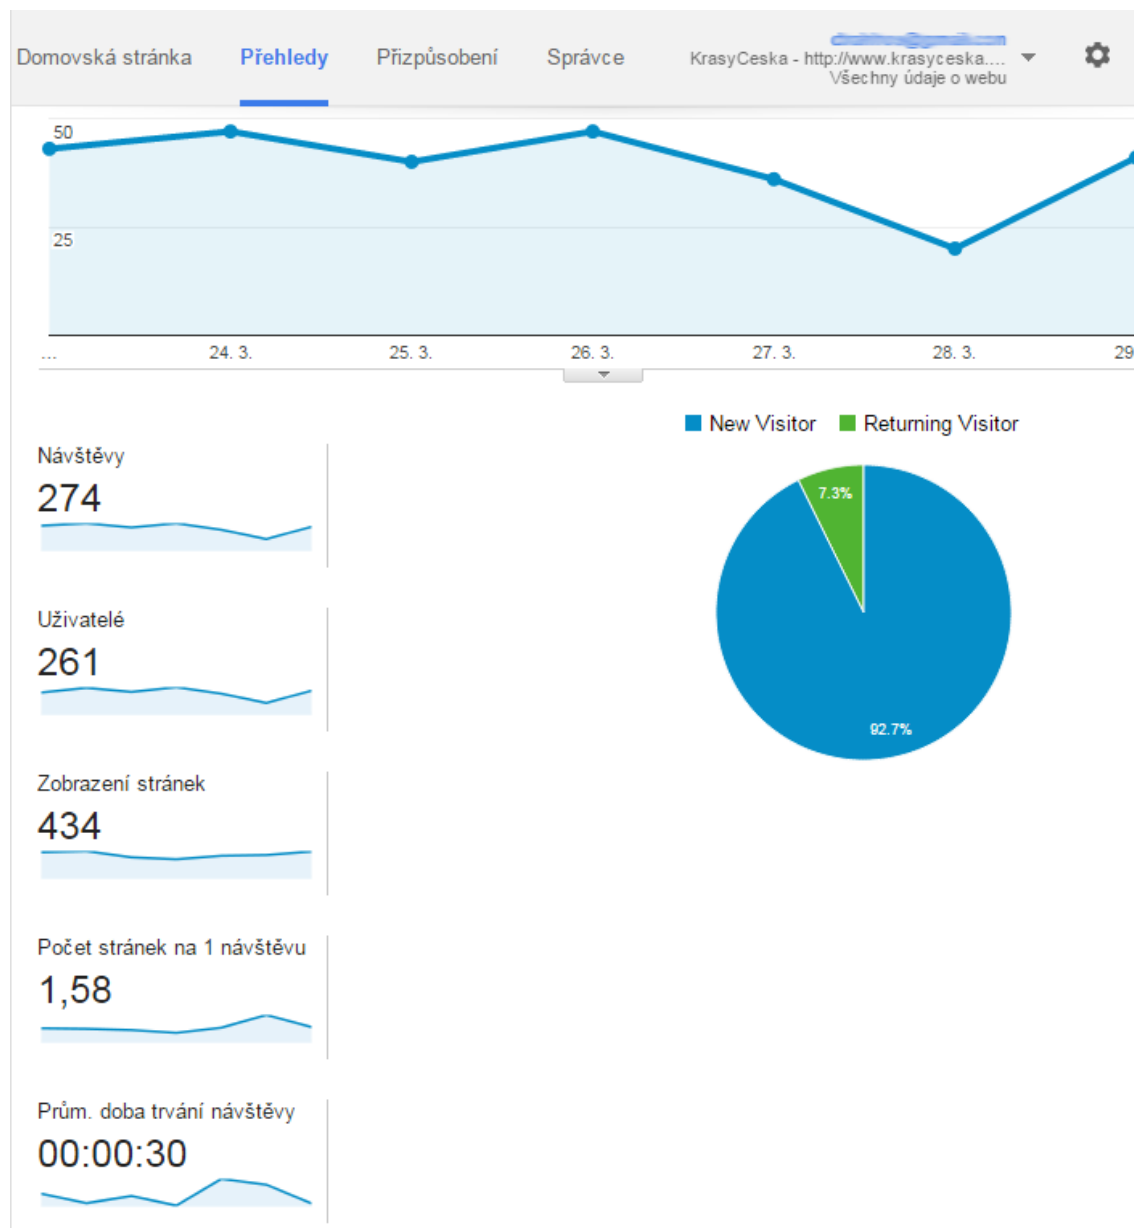 Domovská stránka Přehledy Přizpůsobení Správce
KrasyCeska - http://www.krasyceska....
Všechny údaje o webu
50
25
... 24. 3. 25. 3. 26. 3. 27. 3. 28. 3. 29
New Visitor Returning Visitor
Návštěvy
274
7.3%
Uživatelé
261
92.7%
Zobrazení stránek
434
Počet stránek na 1 návštěvu
1,58
Prům. doba trvání návštěvy
00:00:30